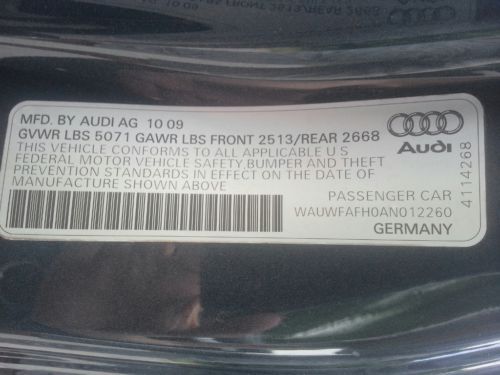 MFD. BY AUDI AG 10 09
GVWR LBS 5071 GAWR LBS FRONT 2513/REAR 2668
THIS VEHICLE CONFORMS TO ALL APPLICABLE U S
FEDERAL MOTOR VEHICLE SAFETY BUMPER AND THEFT
PREVENTION STANDARDS IN EFFECT ON THE DATE OF
MANUFACTURE SHOWN ABOVE
PASSENGER CAR
WAUWFAFH0AN012260
GERMANY
Audi
4114268